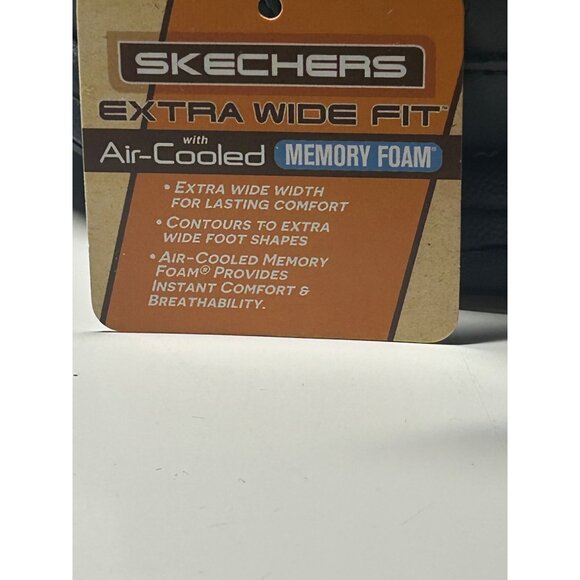 SKECHERS
EXTRA WIDE FIT™
with
Air-Cooled MEMORY FOAM®
• EXTRA WIDE WIDTH
FOR LASTING COMFORT
• CONTOURS TO EXTRA
WIDE FOOT SHAPES
• AIR-COOLED MEMORY
FOAM® PROVIDES
INSTANT COMFORT &
BREATHABILITY.